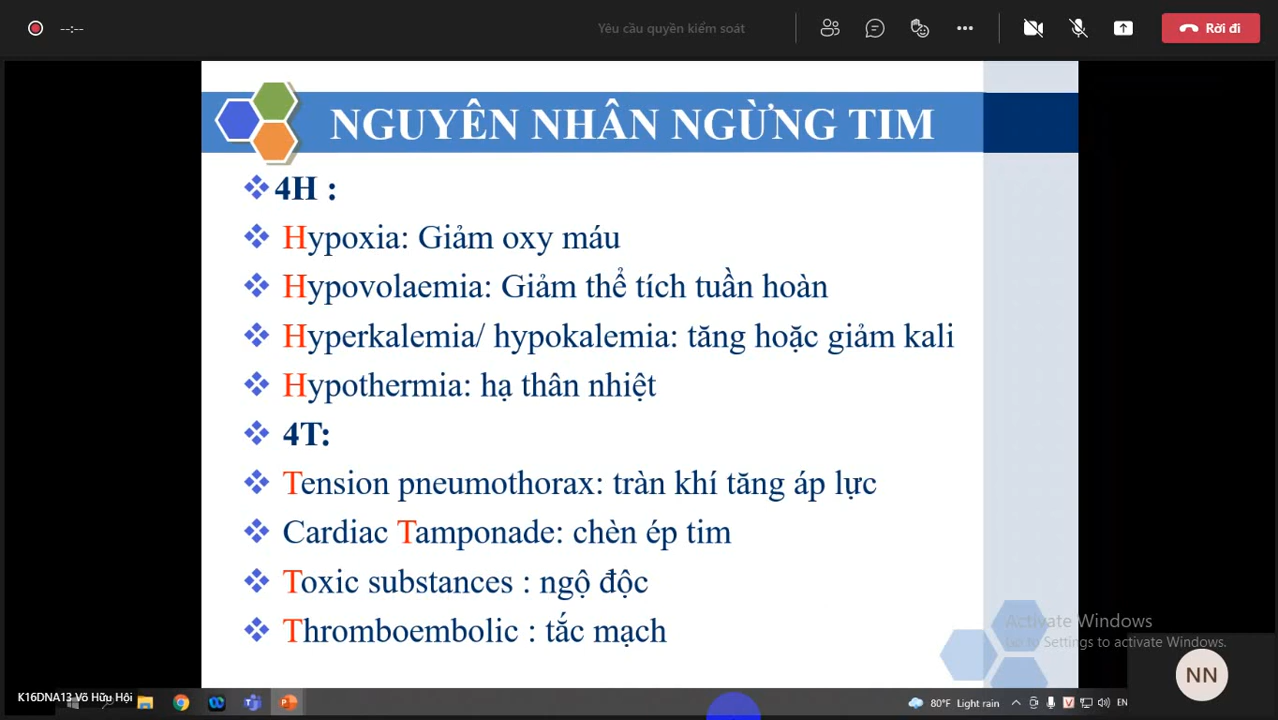 --:--
Yêu cầu quyền kiểm soát
Rời đi
NGUYÊN NHÂN NGỪNG TIM
4H :
Hypoxia: Giảm oxy máu
Hypovolaemia: Giảm thể tích tuần hoàn
Hyperkalemia/ hypokalemia: tăng hoặc giảm kali
Hypothermia: hạ thân nhiệt
4T:
Tension pneumothorax: tràn khí tăng áp lực
Cardiac Tamponade: chèn ép tim
Toxic substances : ngộ độc
Thromboembolic : tắc mạch
Activate Windows
Go to Settings to activate Windows.
NN
K16DNA13 Võ Hữu Hội
80°F Light rain
ENG